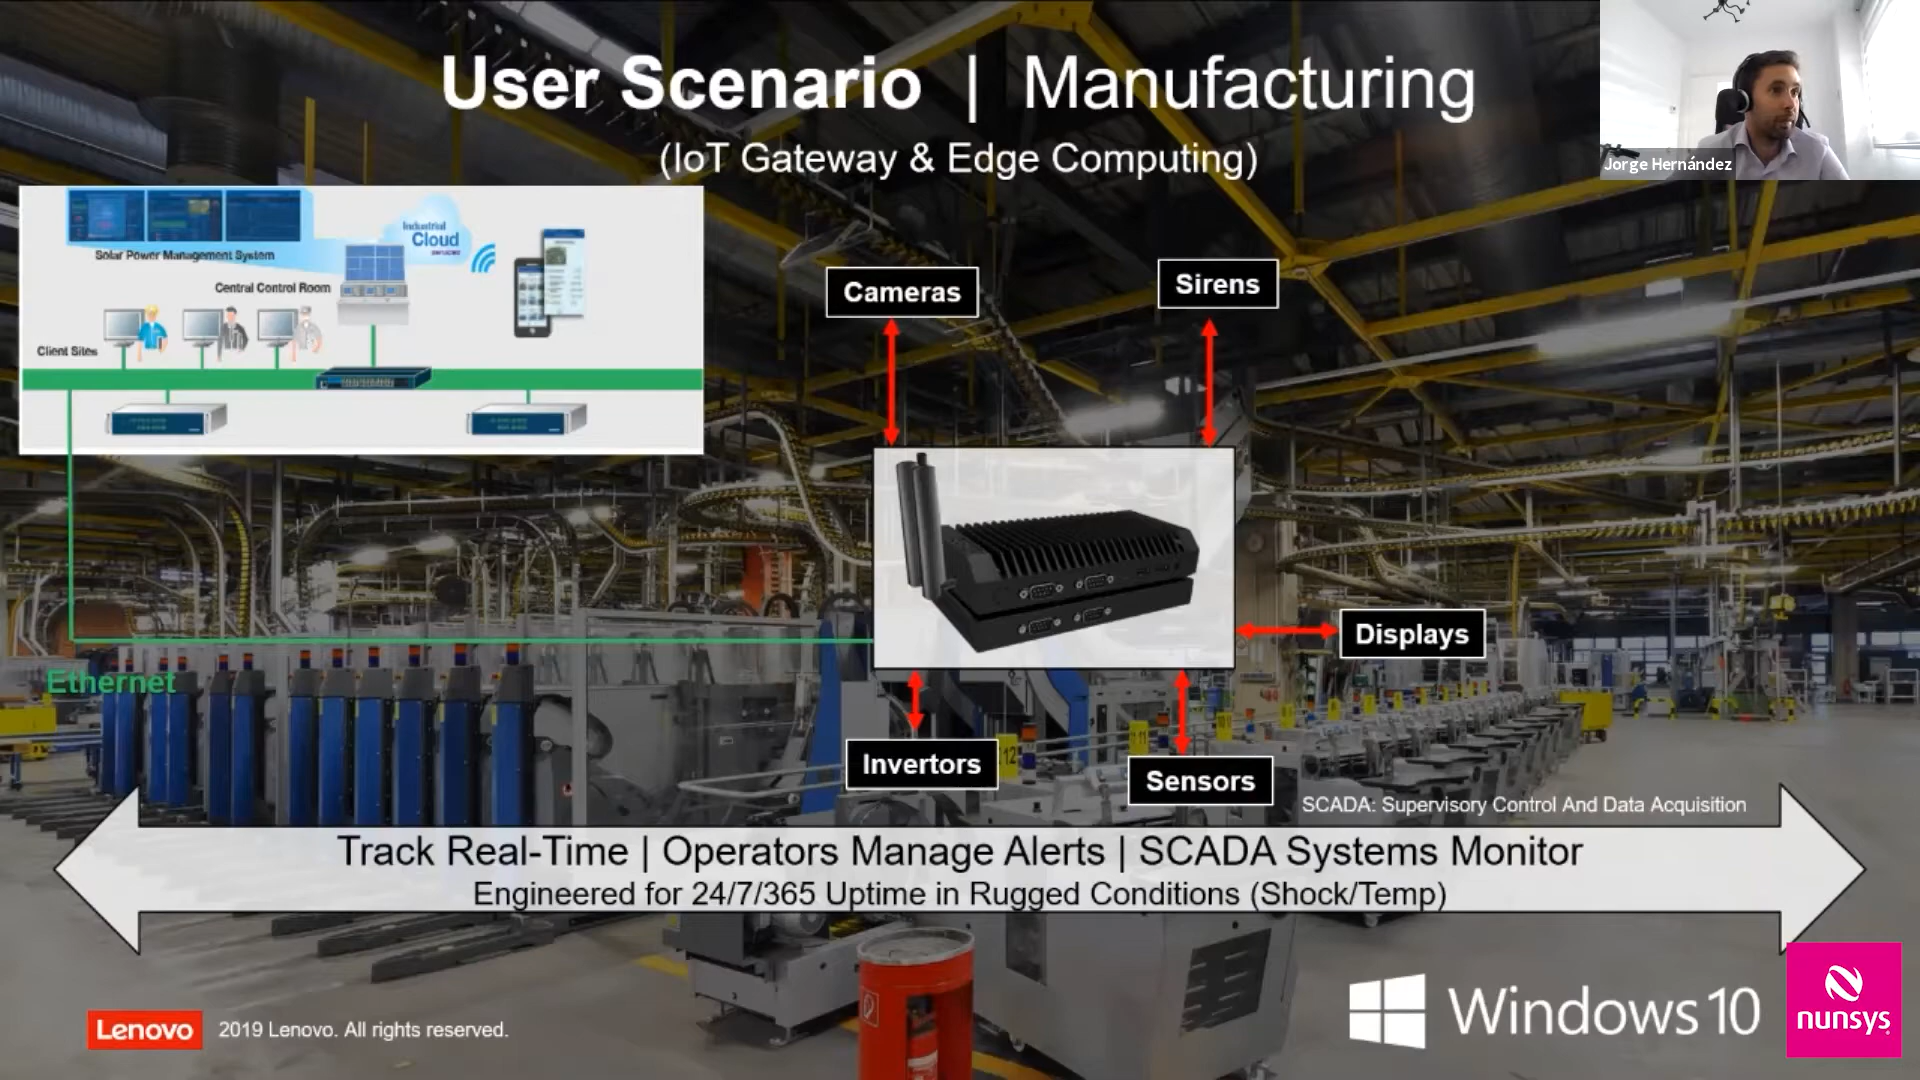 User Scenario | Manufacturing
(IoT Gateway & Edge Computing)
Jorge Hernández
Industrial
Cloud
Solar Power Management System
Central Control Room
Client Sites
Cameras
Sirens
Displays
Ethernet
Invertors
Sensors
12
11
10
SCADA: Supervisory Control And Data Acquisition
Track Real-Time | Operators Manage Alerts | SCADA Systems Monitor
Engineered for 24/7/365 Uptime in Rugged Conditions (Shock/Temp)
Lenovo
2019 Lenovo. All rights reserved.
Windows 10
nunsys